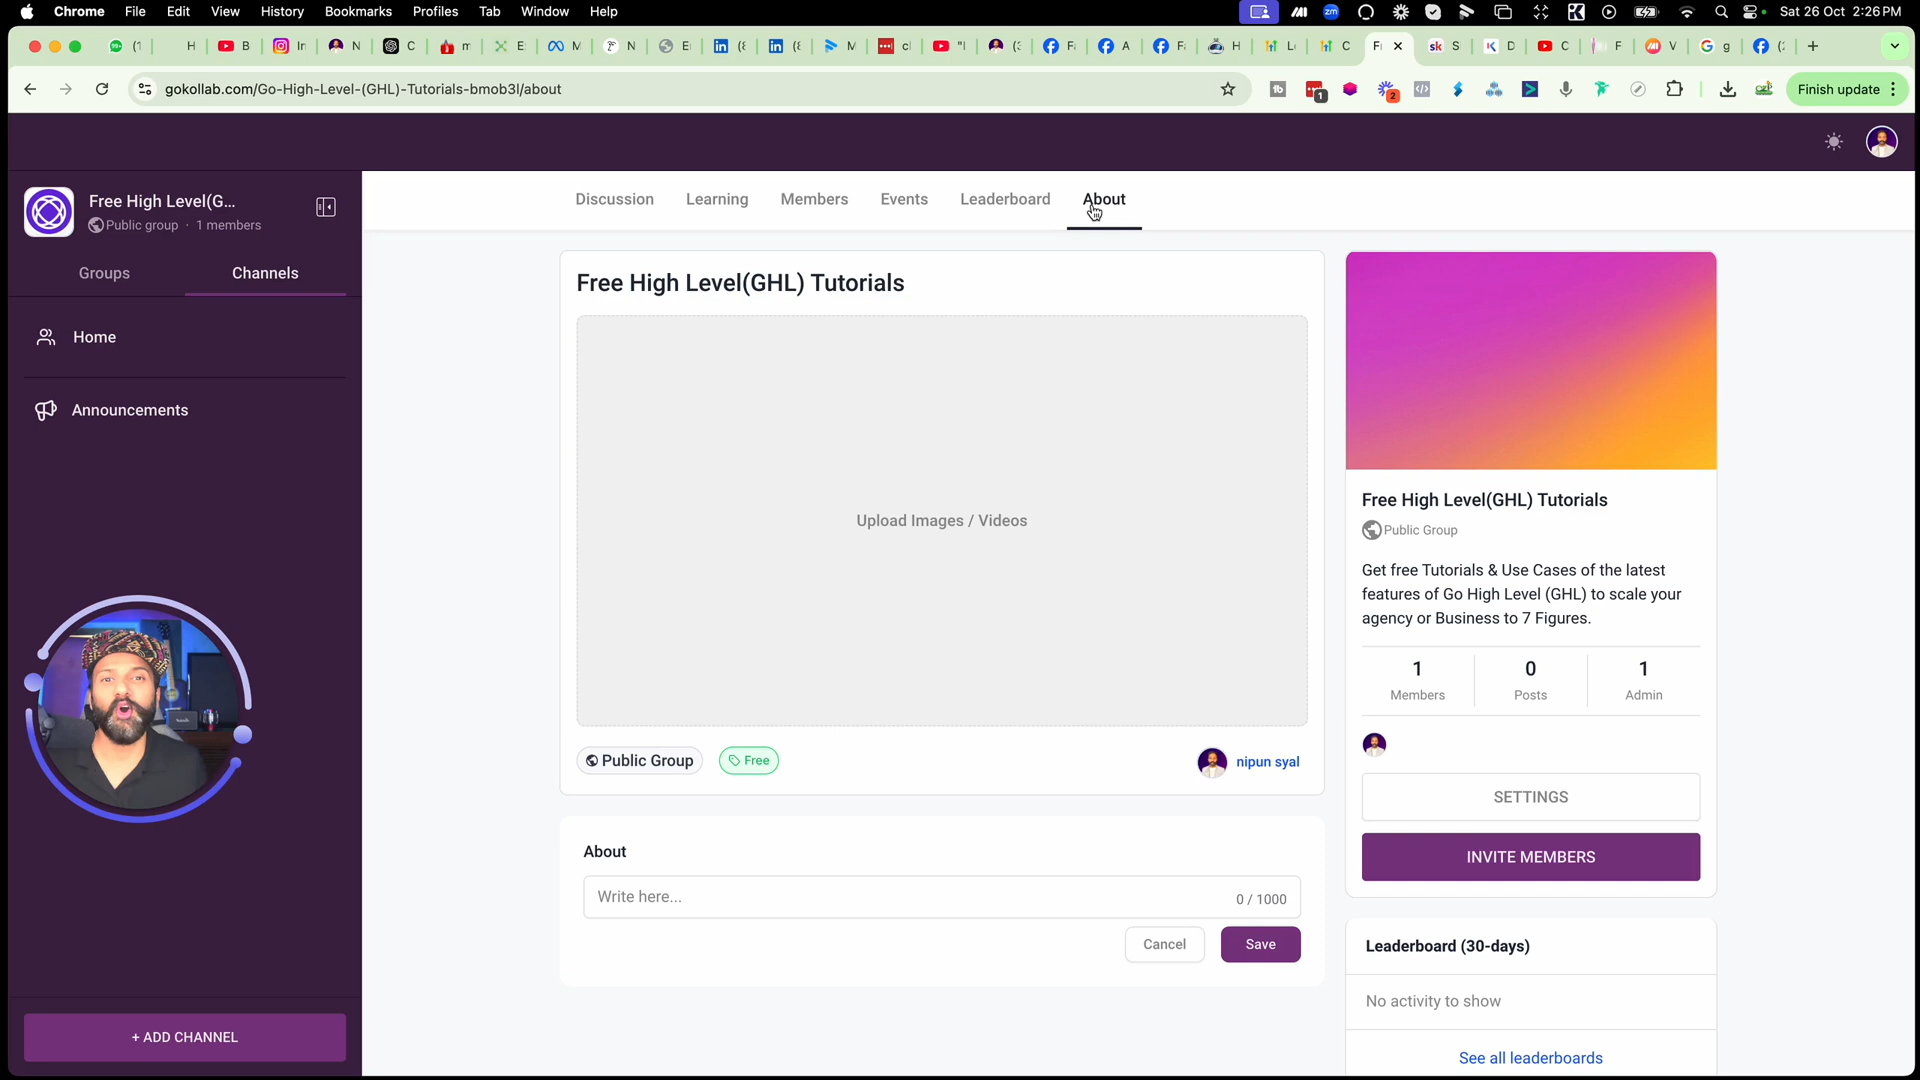 Chrome File Edit View History Bookmarks Profiles Tab Window Help
zm
Sat 26 Oct 2:26 PM
gokollab.com/Go-High-Level-(GHL)-Tutorials-bmob3l/about
1
2
Finish update
Free High Level(G...
Public group · 1 members
Groups
Channels
Home
Announcements
+ ADD CHANNEL
Discussion
Learning
Members
Events
Leaderboard
About
Free High Level(GHL) Tutorials
Upload Images / Videos
Public Group
Free
nipun syal
About
Write here...
0 / 1000
Cancel
Save
Free High Level(GHL) Tutorials
Public Group
Get free Tutorials & Use Cases of the latest
features of Go High Level (GHL) to scale your
agency or Business to 7 Figures.
1
0
1
Members
Posts
Admin
SETTINGS
INVITE MEMBERS
Leaderboard (30-days)
No activity to show
See all leaderboards